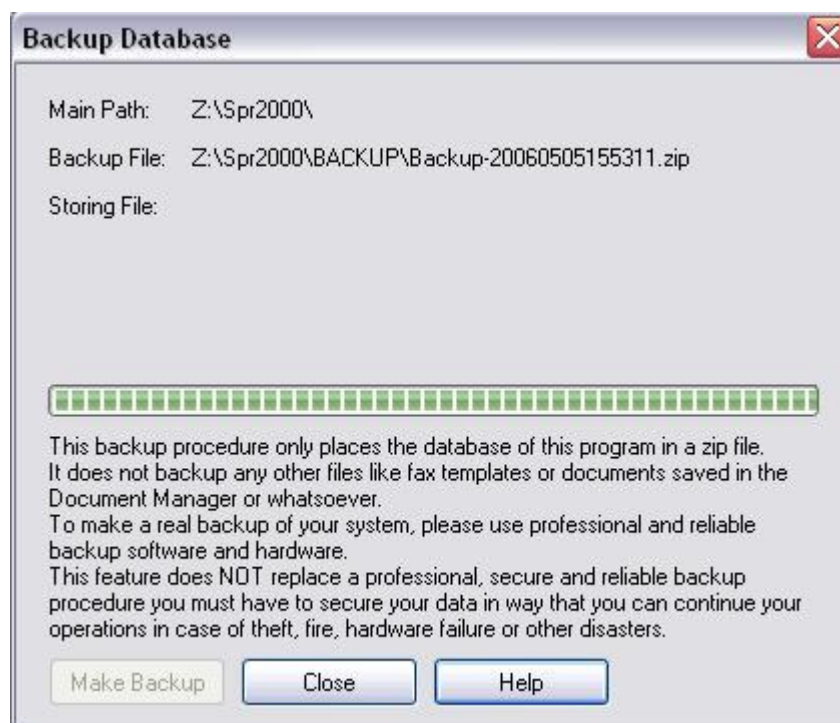 Backup Database
Main Path: Z:\Spr2000\
Backup File: Z:\Spr2000\BACKUP\Backup-20060505155311.zip
Storing File:
This backup procedure only places the database of this program in a zip file.
It does not backup any other files like fax templates or documents saved in the
Document Manager or whatsoever.
To make a real backup of your system, please use professional and reliable
backup software and hardware.
This feature does NOT replace a professional, secure and reliable backup
procedure you must have to secure your data in way that you can continue your
operations in case of theft, fire, hardware failure or other disasters.
Make Backup Close Help